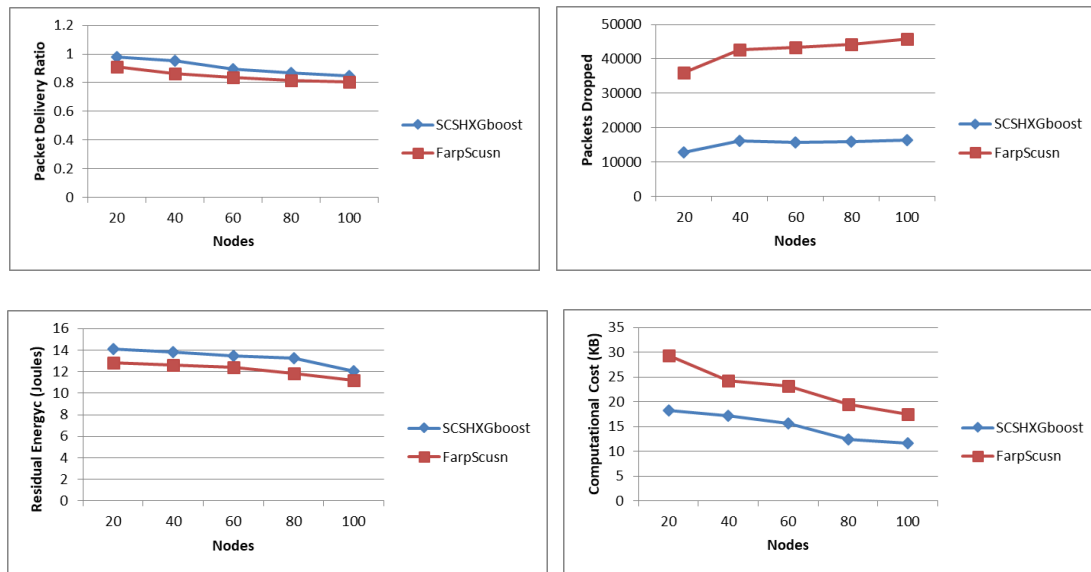 1.2
1
0.8
0.6
0.4
0.2
0
Packet Delivery Ratio
20 40 60 80 100
Nodes
SCSHXGboost
FarpScusn
50000
40000
30000
20000
10000
0
Packets Dropped
20 40 60 80 100
Nodes
SCSHXGboost
FarpScusn
16
14
12
10
8
6
4
2
0
Residual Energyc (Joules)
20 40 60 80 100
Nodes
SCSHXGboost
FarpScusn
35
30
25
20
15
10
5
0
Computational Cost (KB)
20 40 60 80 100
Nodes
SCSHXGboost
FarpScusn